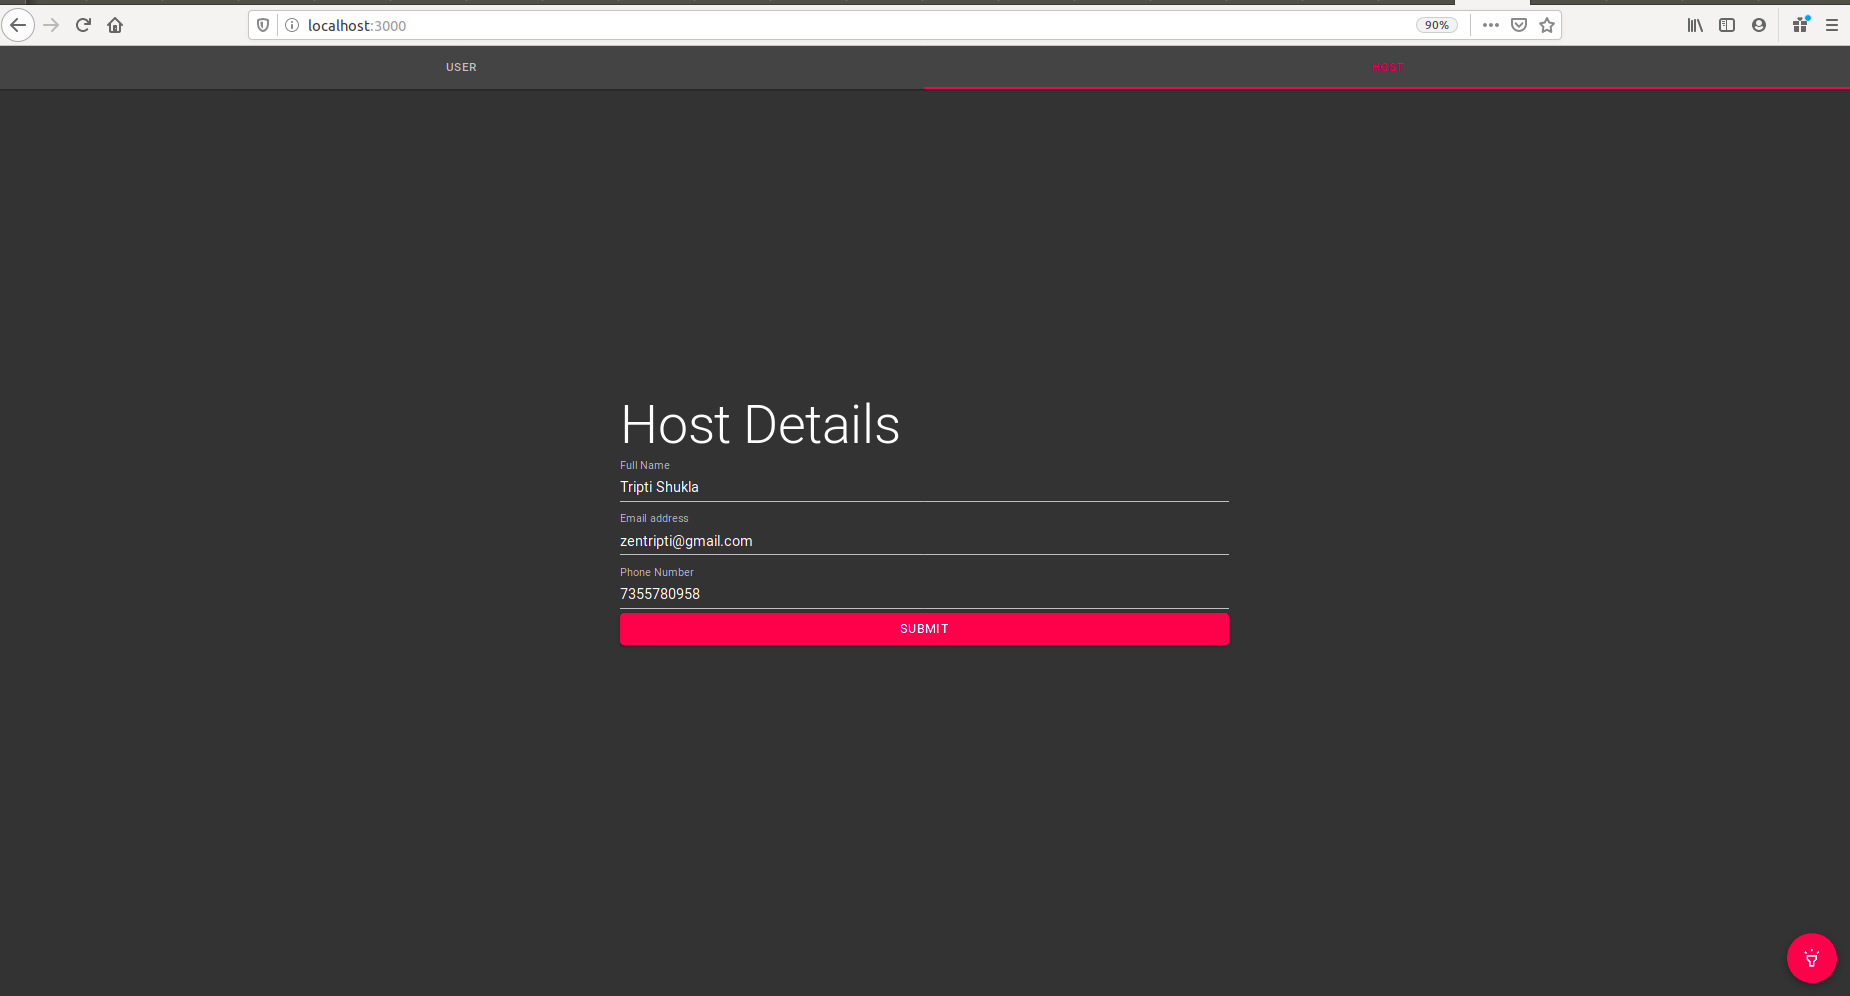 localhost:3000
90%
USER
HOST
Host Details
Full Name
Tripti Shukla
Email address
zentripti@gmail.com
Phone Number
7355780958
SUBMIT